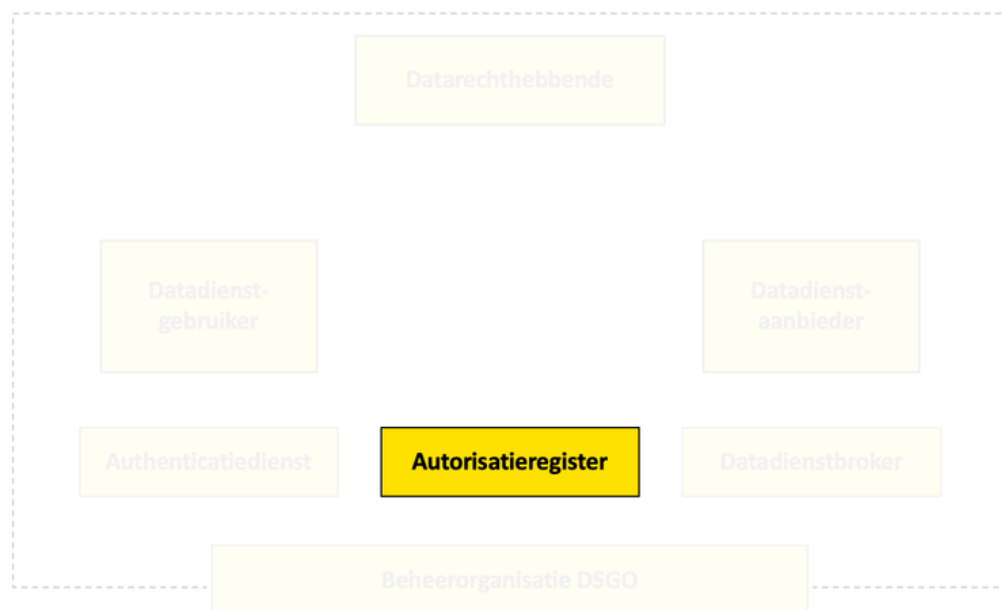 Datarechthebbende
Datadienst-
gebruiker
Datadienst-
aanbieder
Authenticatiedienst
Autorisatieregister
Datadienstbroker
Beheerorganisatie DSGO